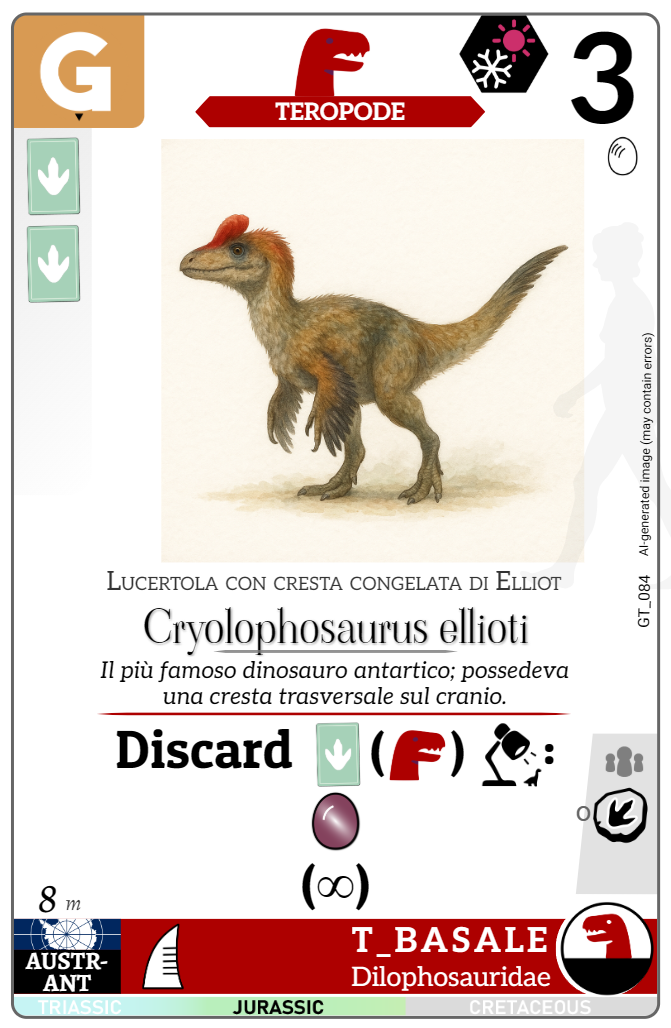 G
TEROPODE
3
AI-generated image (may contain errors)
GT_084
Lucertola con cresta congelata di Elliot
Cryolophosaurus ellioti
Il più famoso dinosauro antartico; possedeva
una cresta trasversale sul cranio.
Discard ( ) :
(∞)
o
8 m
AUSTR-
ANT
T_BASALE
Dilophosauridae
TRIASSIC JURASSIC CRETACEOUS